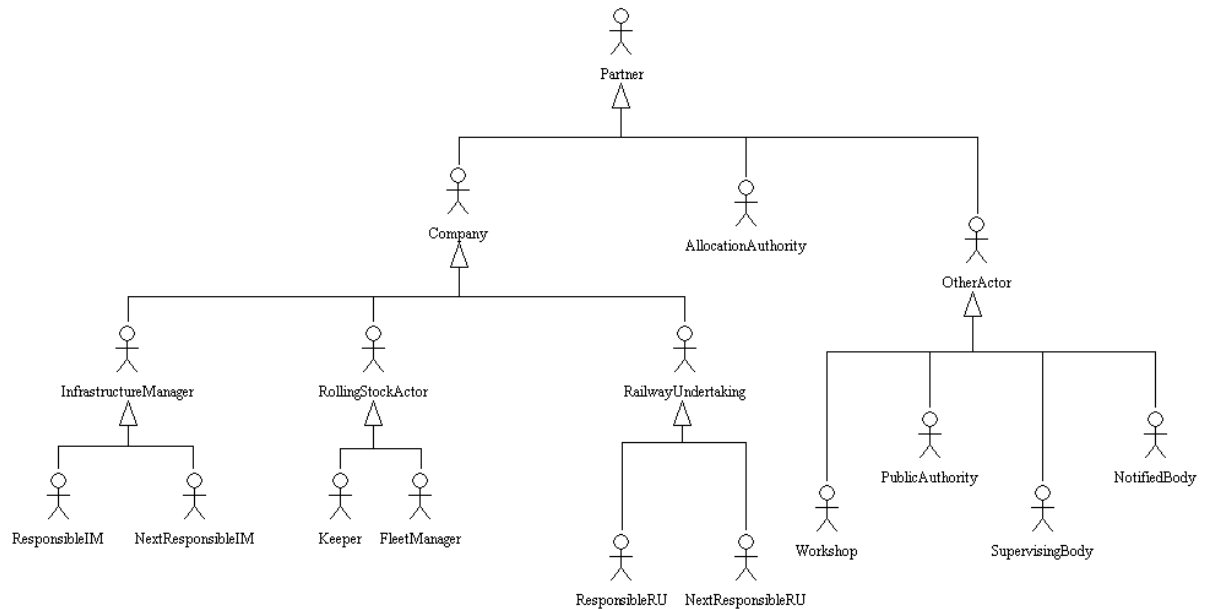 Partner
Company
AllocationAuthority
OtherActor
InfrastructureManager
RollingStockActor
RailwayUndertaking
PublicAuthority
NotifiedBody
ResponsibleIM
NextResponsibleIM
Keeper
FleetManager
Workshop
SupervisingBody
ResponsibleRU
NextResponsibleRU